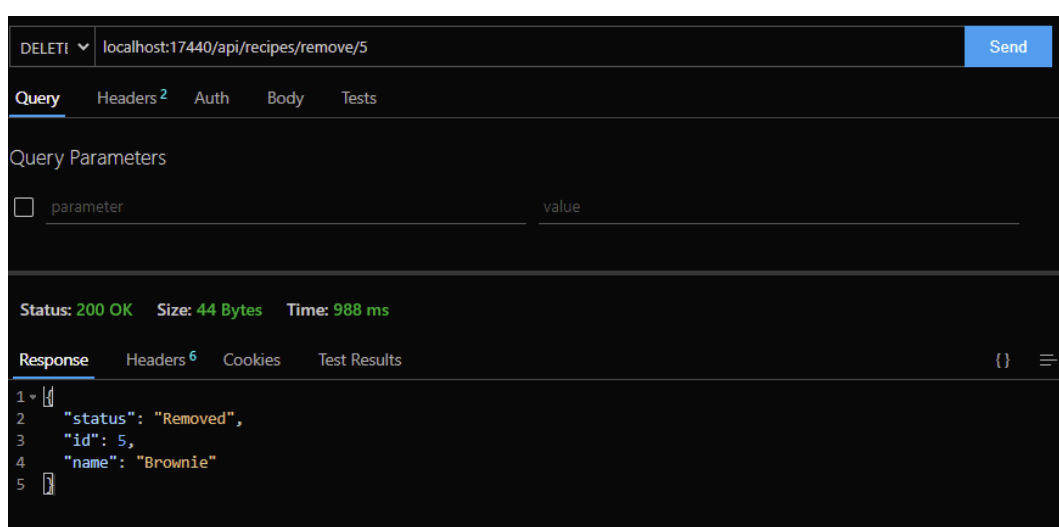 DELETE localhost:17440/api/recipes/remove/5 Send
Query Headers 2 Auth Body Tests
Query Parameters
parameter value
Status: 200 OK Size: 44 Bytes Time: 988 ms
Response Headers 6 Cookies Test Results { }
1 {
2 "status": "Removed",
3 "id": 5,
4 "name": "Brownie"
5 }